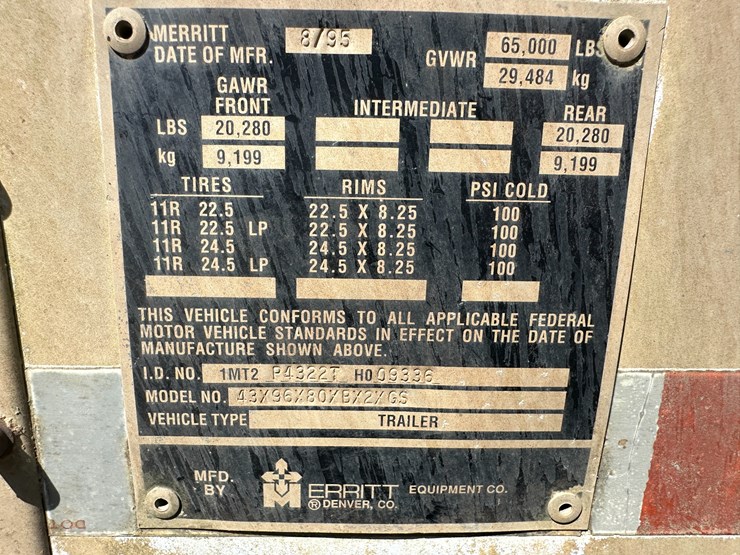 MERRITT
DATE OF MFR. 8/95
GVWR 65,000 LBS
29,484 kg
GAWR
FRONT INTERMEDIATE REAR
LBS 20,280 20,280
kg 9,199 9,199
TIRES RIMS PSI COLD
11R 22.5 22.5 X 8.25 100
11R 22.5 LP 22.5 X 8.25 100
11R 24.5 24.5 X 8.25 100
11R 24.5 LP 24.5 X 8.25 100
THIS VEHICLE CONFORMS TO ALL APPLICABLE FEDERAL
MOTOR VEHICLE STANDARDS IN EFFECT ON THE DATE OF
MANUFACTURE SHOWN ABOVE.
I.D. NO. 1MT2 P4322T H0 09336
MODEL NO. 43X96X80XBX2XGS
VEHICLE TYPE TRAILER
MFD.
BY MERRITT EQUIPMENT CO.
® DENVER, CO.
DOT